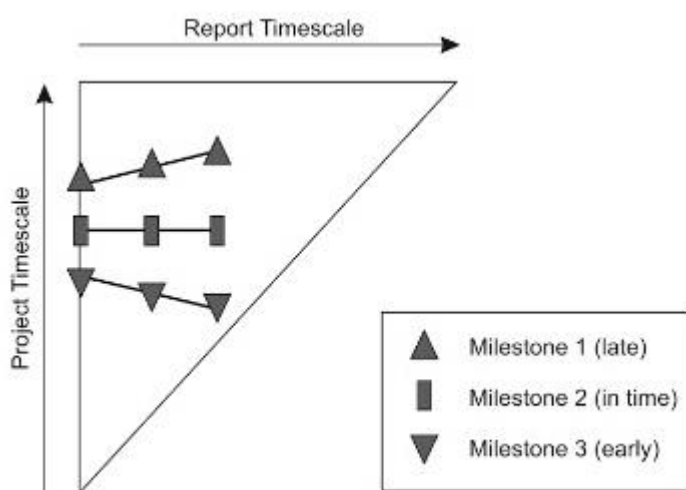 Report Timescale
Project Timescale
Milestone 1 (late)
Milestone 2 (in time)
Milestone 3 (early)